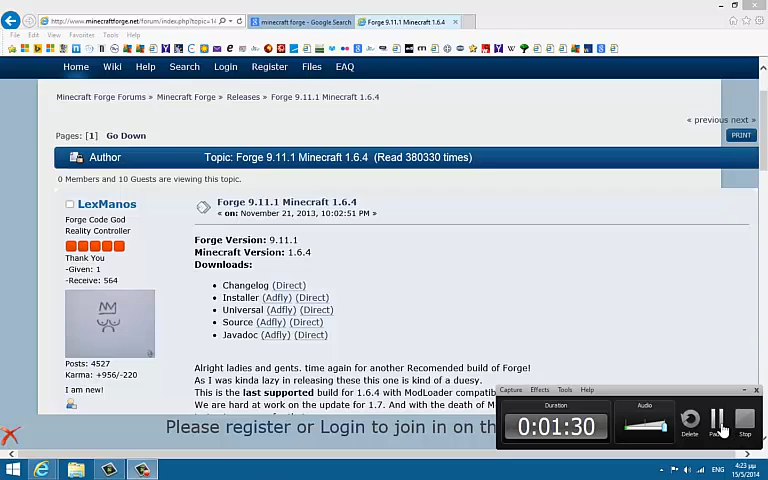 http://www.minecraftforge.net/forum/index.php?topic=1
minecraft forge - Google Search
Forge 9.11.1 Minecraft 1.6.4
File Edit View Favorites Tools Help
Home Wiki Help Search Login Register Files EAQ
Minecraft Forge Forums » Minecraft Forge » Releases » Forge 9.11.1 Minecraft 1.6.4
« previous next »
Pages: [1] Go Down
PRINT
Author Topic: Forge 9.11.1 Minecraft 1.6.4 (Read 380330 times)
0 Members and 10 Guests are viewing this topic.
LexManos
Forge Code God
Reality Controller
Thank You
-Given: 1
-Receive: 564
Posts: 4527
Karma: +956/-220
I am new!
Forge 9.11.1 Minecraft 1.6.4
« on: November 21, 2013, 10:02:51 PM »
Forge Version: 9.11.1
Minecraft Version: 1.6.4
Downloads:
• Changelog (Direct)
• Installer (Adfly) (Direct)
• Universal (Adfly) (Direct)
• Source (Adfly) (Direct)
• Javadoc (Adfly) (Direct)
Alright ladies and gents. time again for another Recomended build of Forge!
As I was kinda lazy in releasing these this one is kind of a duesy.
This is the last supported build for 1.6.4 with ModLoader compatib
We are hard at work on the update for 1.7. And with the death of M
Please register or Login to join in on th
Capture Effects Tools Help
Duration
0:01:30
Audio
Delete
Stop
ENG
4:23 μμ
15/5/2014